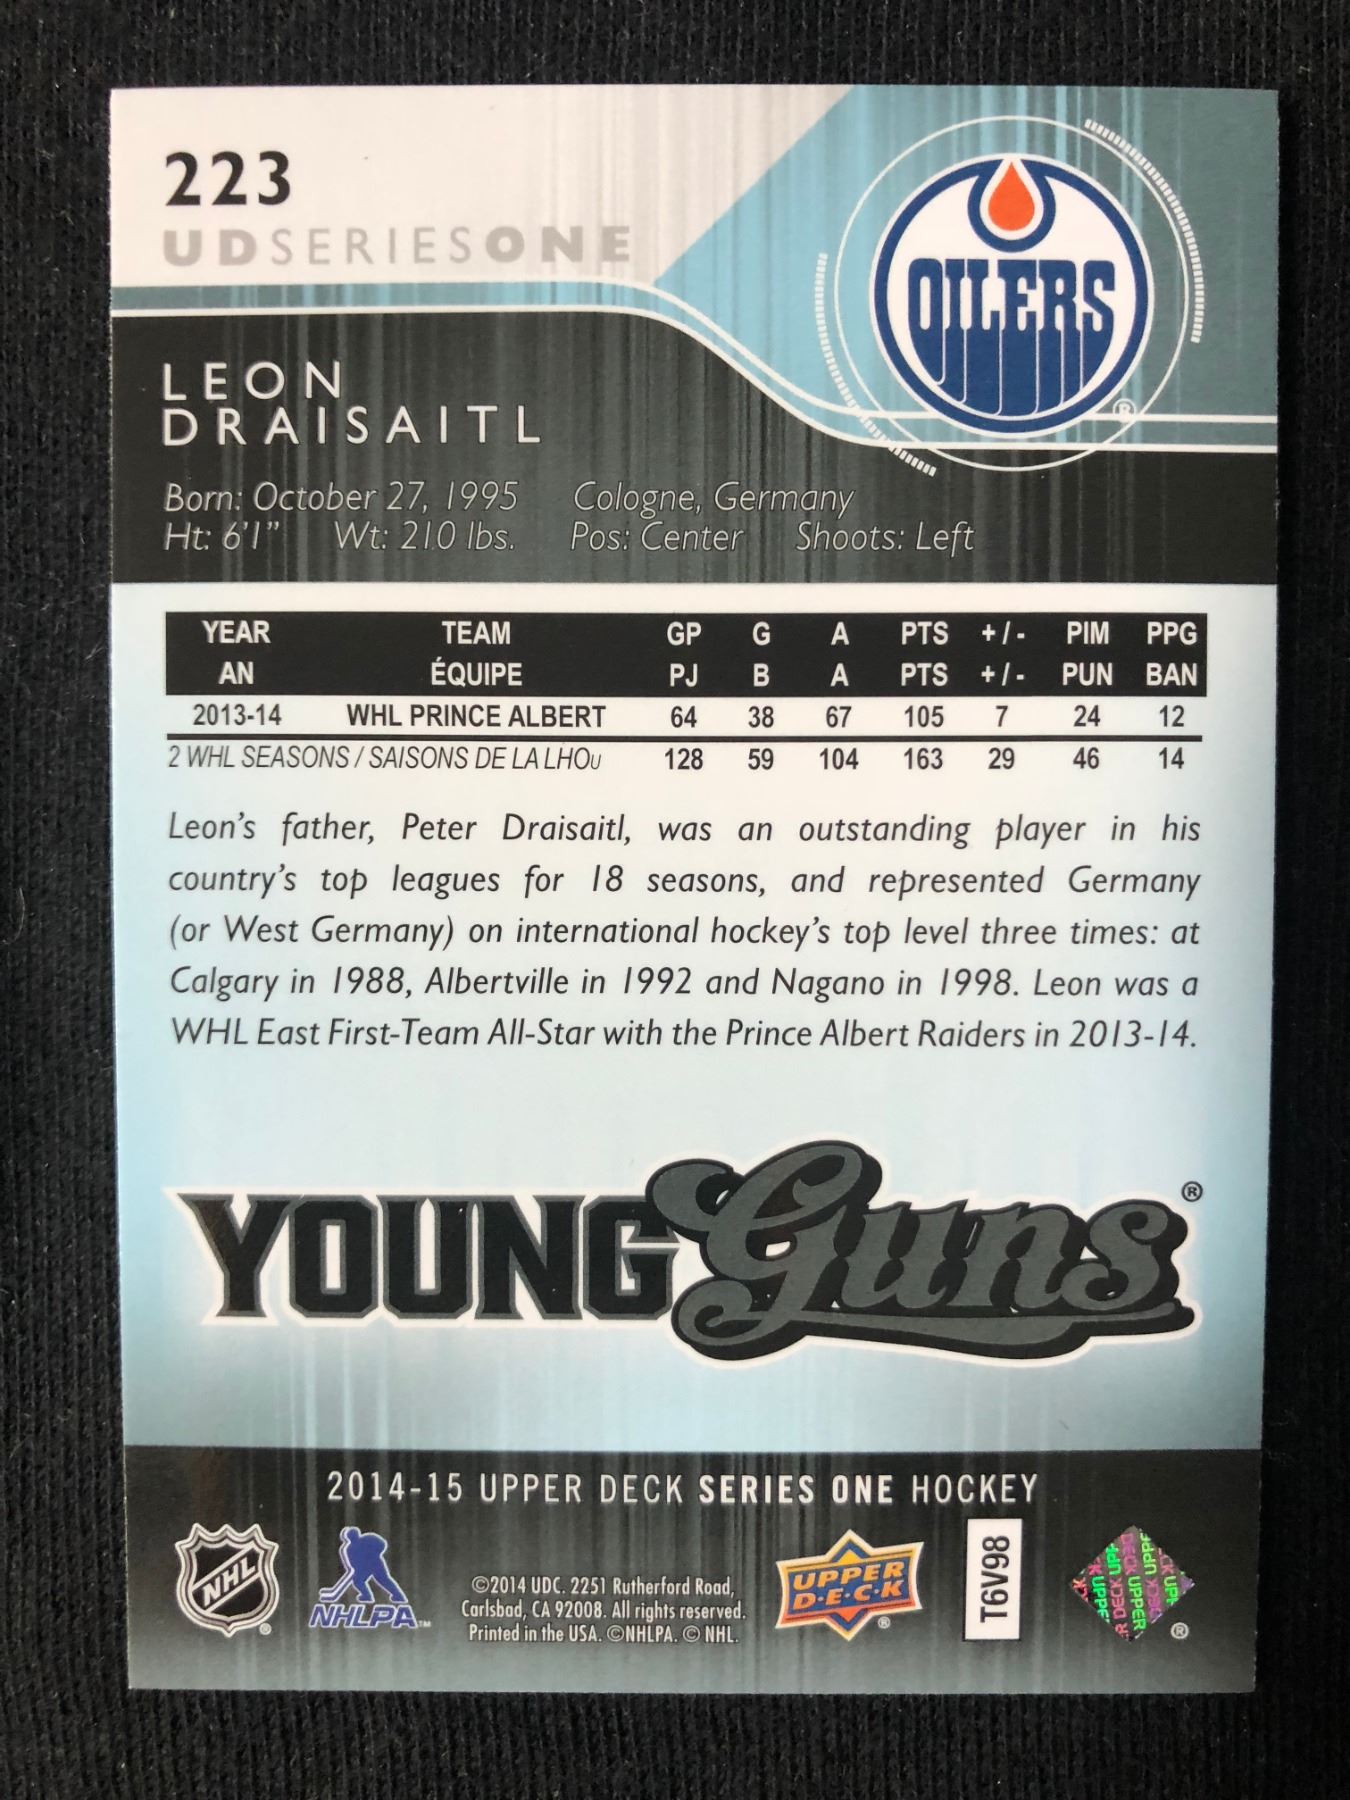 223
UD SERIES ONE
OILERS
®
LEON
DRAISAITL
Born: October 27, 1995 Cologne, Germany
Ht: 6'1" Wt: 210 lbs. Pos: Center Shoots: Left
YEAR TEAM GP G A PTS +/- PIM PPG
AN ÉQUIPE PJ B A PTS +/- PUN BAN
2013-14 WHL PRINCE ALBERT 64 38 67 105 7 24 12
2 WHL SEASONS / SAISONS DE LA LHOu 128 59 104 163 29 46 14
Leon's father, Peter Draisaitl, was an outstanding player in his
country's top leagues for 18 seasons, and represented Germany
(or West Germany) on international hockey's top level three times: at
Calgary in 1988, Albertville in 1992 and Nagano in 1998. Leon was a
WHL East First-Team All-Star with the Prince Albert Raiders in 2013-14.
YOUNG Guns ®
2014-15 UPPER DECK SERIES ONE HOCKEY
NHL ®
NHLPA ™
©2014 UDC. 2251 Rutherford Road,
Carlsbad, CA 92008. All rights reserved.
Printed in the USA. ©NHLPA. © NHL.
UPPER
D·E·C·K ®
T6V98
UPPER DECK
®